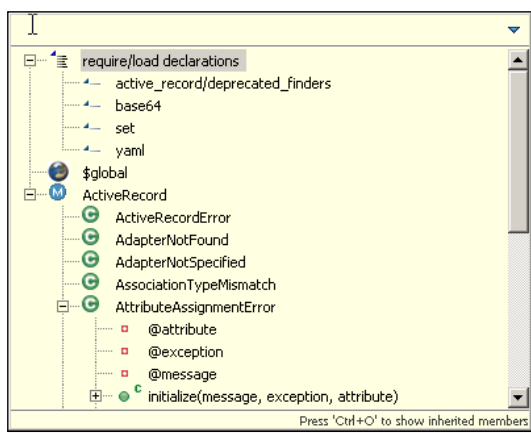 require/load declarations
active_record/deprecated_finders
base64
set
yaml
$global
M ActiveRecord
C ActiveRecordError
C AdapterNotFound
C AdapterNotSpecified
C AssociationTypeMismatch
C AttributeAssignmentError
@attribute
@exception
@message
C initialize(message, exception, attribute)
Press 'Ctrl+O' to show inherited members